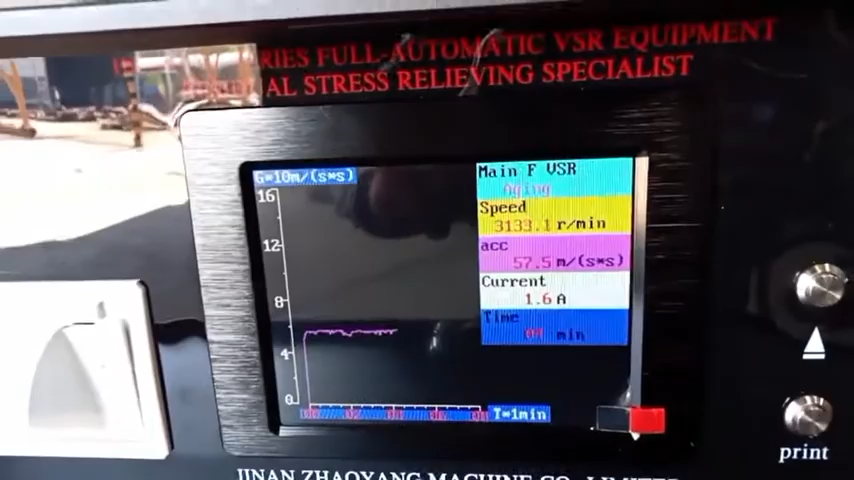 RIES FULL-AUTOMATIC VSR EQUIPMENT
AL STRESS RELIEVING SPECIALIST
G=10m/(s*s)
16
12
8
4
0
T=1min
Main F VSR
Aging
Speed
3133.1 r/min
acc
57.5 m/(s*s)
Current
1.6 A
Time
min
print
JINAN ZHAOYANG MACHINE CO., LIMITED